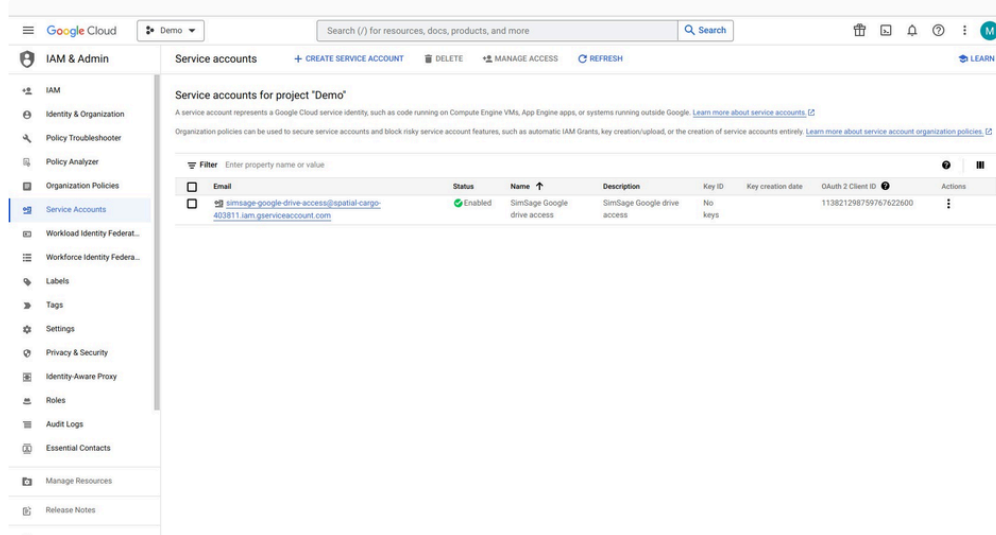 Google Cloud
Demo
Search (/) for resources, docs, products, and more
Search
M
IAM & Admin
Service accounts
CREATE SERVICE ACCOUNT
DELETE
MANAGE ACCESS
REFRESH
LEARN
IAM
Identity & Organization
Policy Troubleshooter
Policy Analyzer
Organization Policies
Service Accounts
Workload Identity Federat...
Workforce Identity Federa...
Labels
Tags
Settings
Privacy & Security
Identity-Aware Proxy
Roles
Audit Logs
Essential Contacts
Manage Resources
Release Notes
Service accounts for project "Demo"
A service account represents a Google Cloud service identity, such as code running on Compute Engine VMs, App Engine apps, or systems running outside Google. Learn more about service accounts.
Organization policies can be used to secure service accounts and block risky service account features, such as automatic IAM Grants, key creation/upload, or the creation of service accounts entirely. Learn more about service account organization policies.
Filter Enter property name or value
Email Status Name Description Key ID Key creation date OAuth 2 Client ID Actions
simsage-google-drive-access@spatial-cargo- Enabled SimSage Google SimSage Google drive No 113821298759767622600
403811.iam.gserviceaccount.com drive access access keys